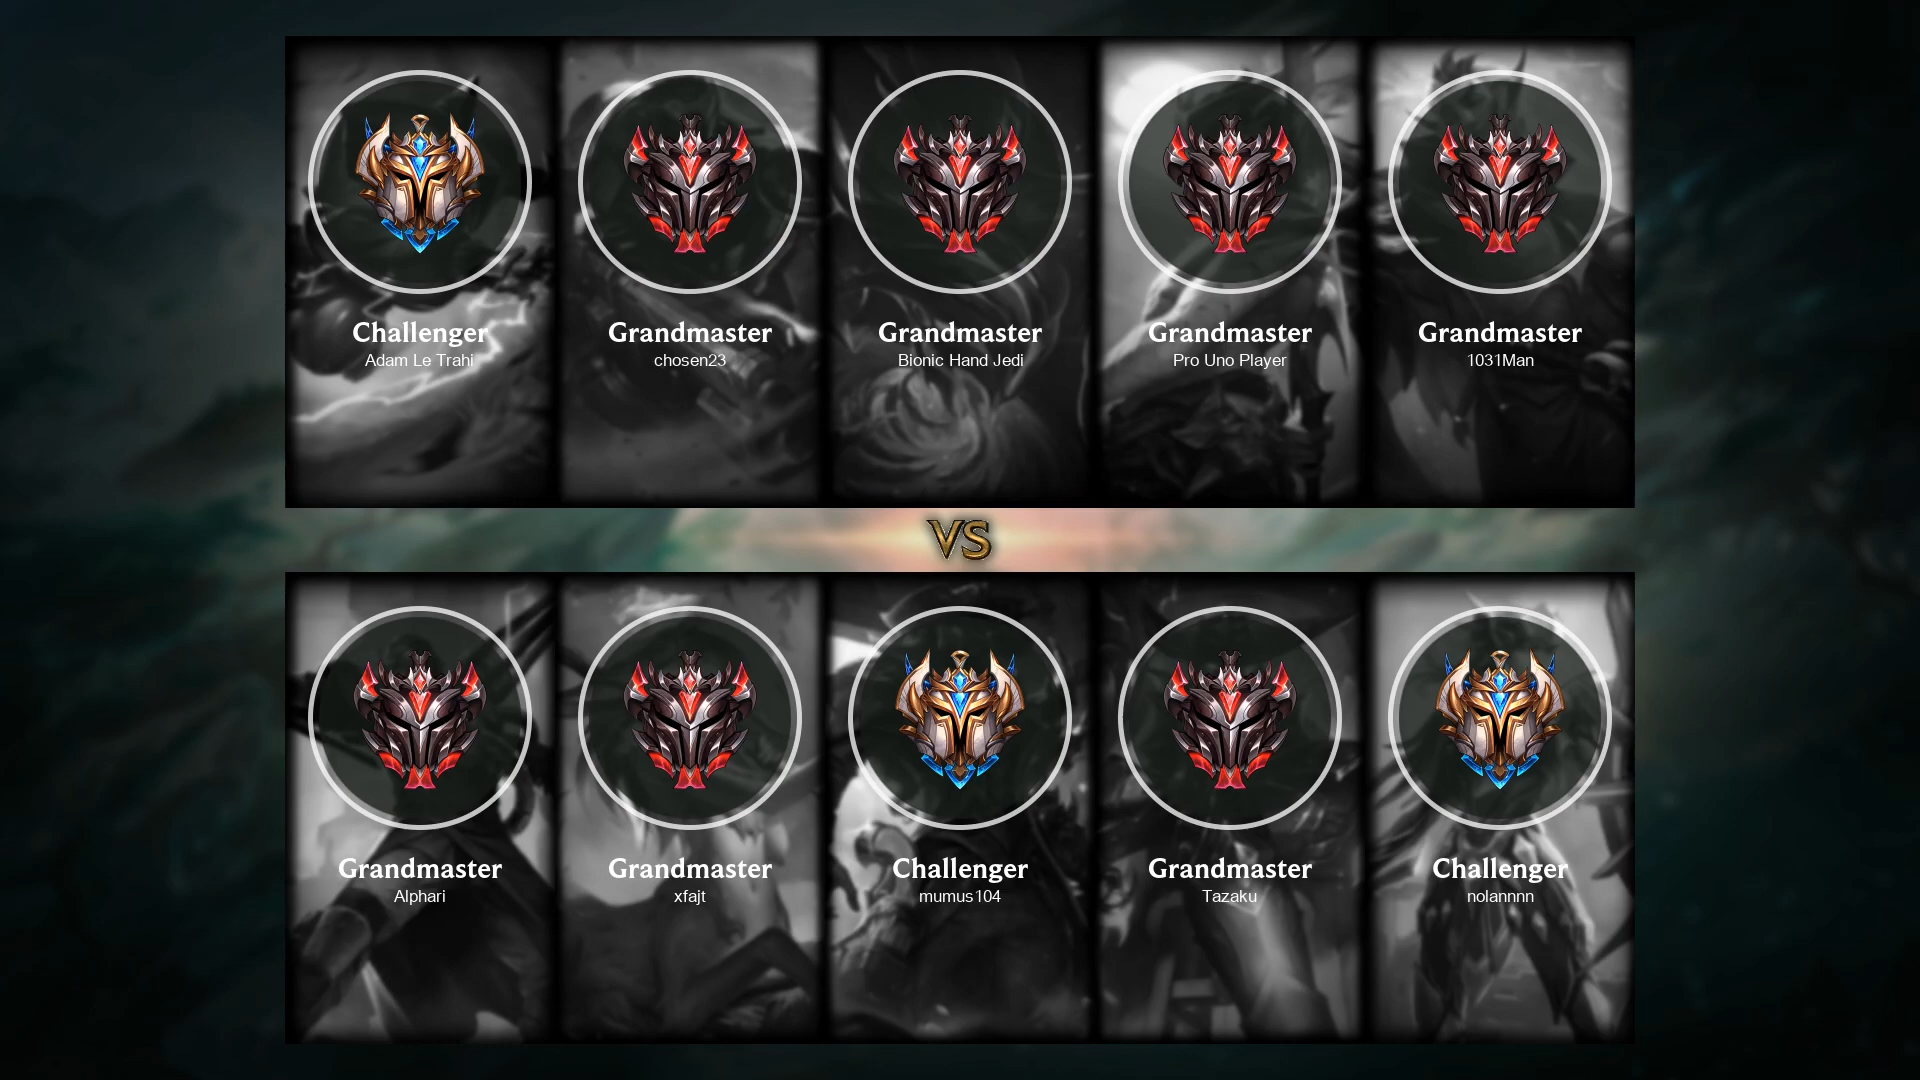 Challenger
Adam Le Trahi
Grandmaster
chosen23
Grandmaster
Bionic Hand Jedi
Grandmaster
Pro Uno Player
Grandmaster
1031Man
VS
Grandmaster
Alphari
Grandmaster
xfajt
Challenger
mumus104
Grandmaster
Tazaku
Challenger
nolannnn